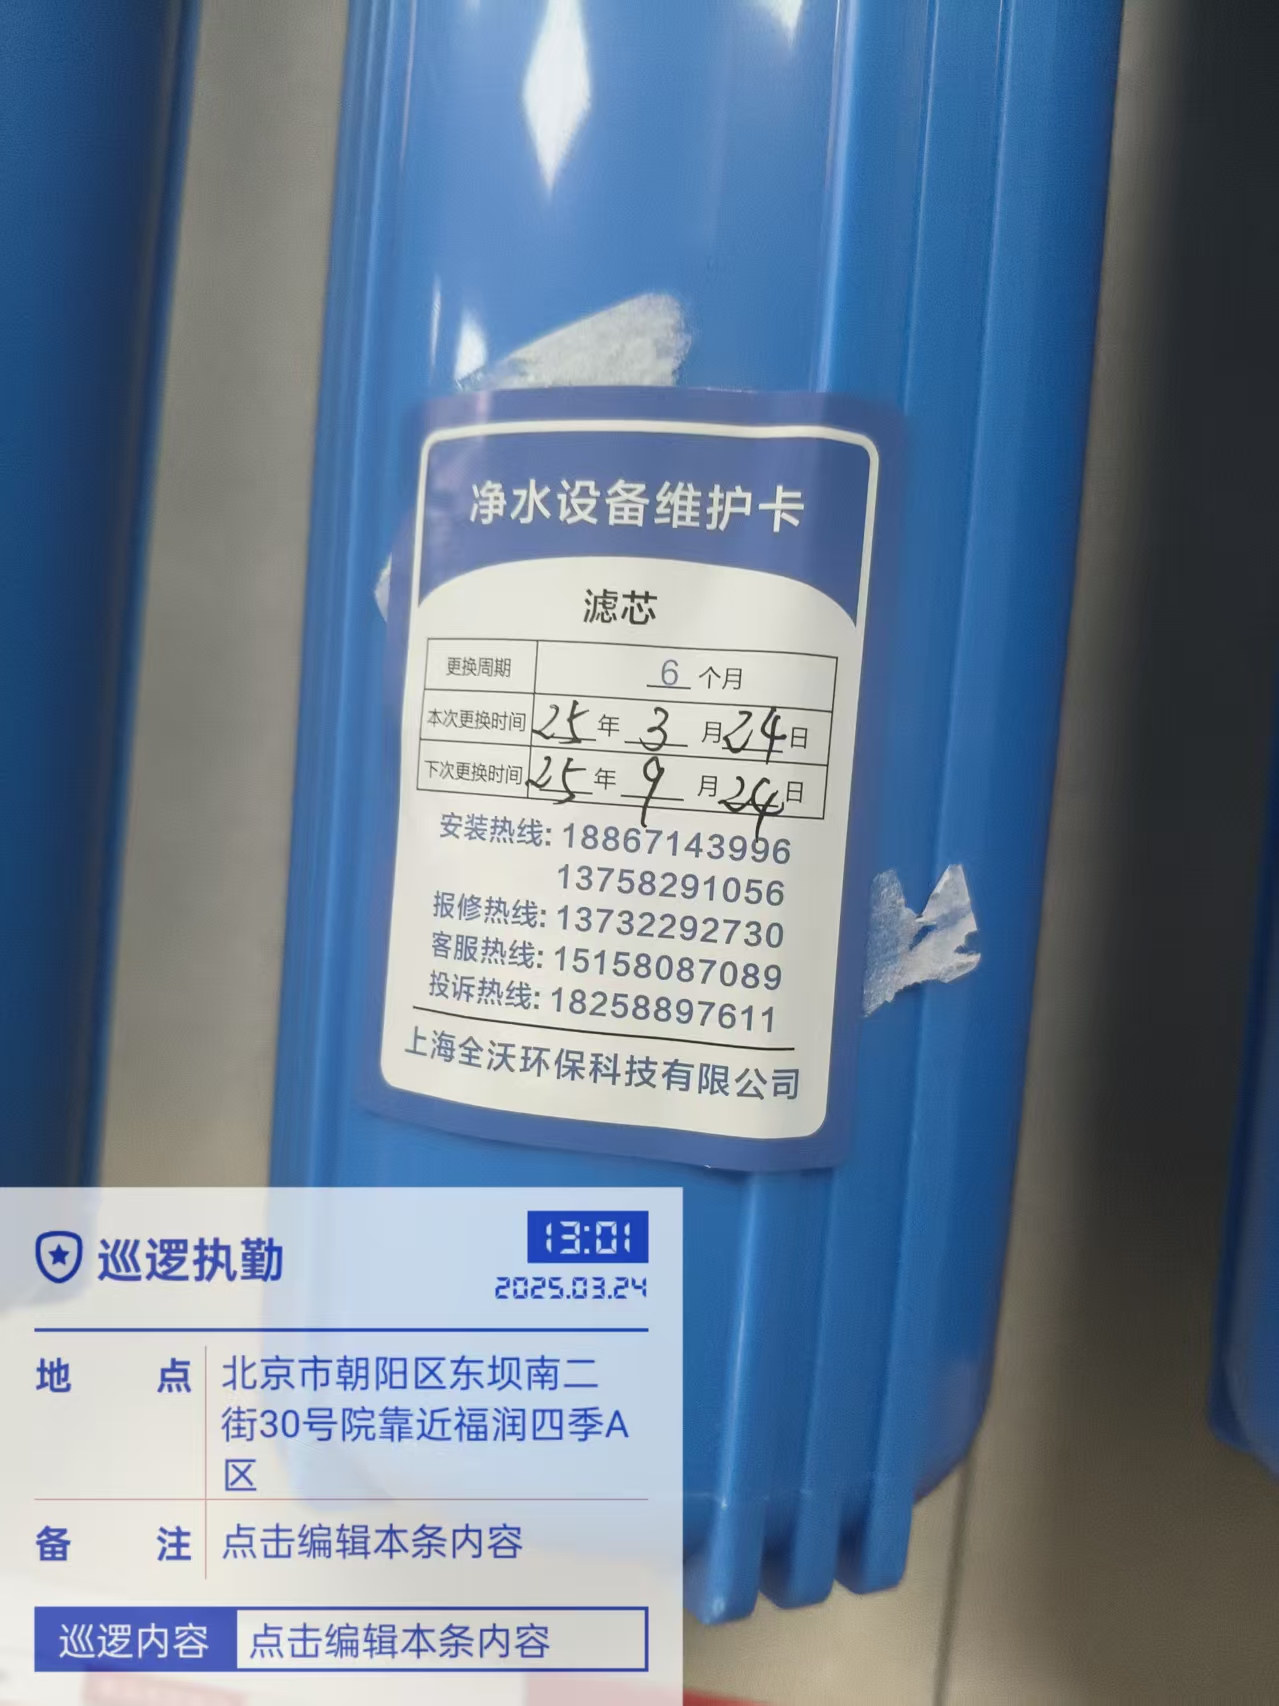 净水设备维护卡
滤芯
更换周期 6 个月
本次更换时间 25 年 3 月 24 日
下次更换时间 25 年 9 月 24 日
安装热线: 18867143996
13758291056
报修热线: 13732292730
客服热线: 15158087089
投诉热线: 18258897611
上海全沃环保科技有限公司
巡逻执勤 13:01
2025.03.24
地点 北京市朝阳区东坝南二
街30号院靠近福润四季A
区
备注 点击编辑本条内容
巡逻内容 点击编辑本条内容